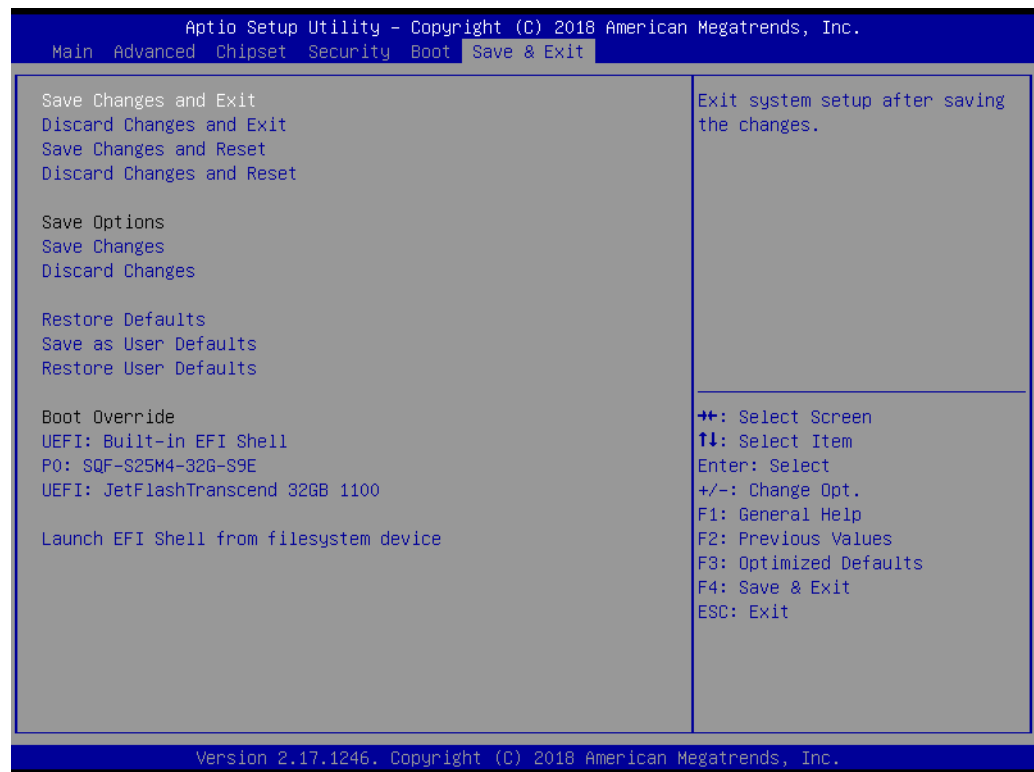 Aptio Setup Utility – Copyright (C) 2018 American Megatrends, Inc.
Main Advanced Chipset Security Boot Save & Exit
Save Changes and Exit
Discard Changes and Exit
Save Changes and Reset
Discard Changes and Reset
Save Options
Save Changes
Discard Changes
Restore Defaults
Save as User Defaults
Restore User Defaults
Boot Override
UEFI: Built-in EFI Shell
P0: SQF-S25M4-32G-S9E
UEFI: JetFlashTranscend 32GB 1100
Launch EFI Shell from filesystem device
Exit system setup after saving
the changes.
→←: Select Screen
↑↓: Select Item
Enter: Select
+/-: Change Opt.
F1: General Help
F2: Previous Values
F3: Optimized Defaults
F4: Save & Exit
ESC: Exit
Version 2.17.1246. Copyright (C) 2018 American Megatrends, Inc.